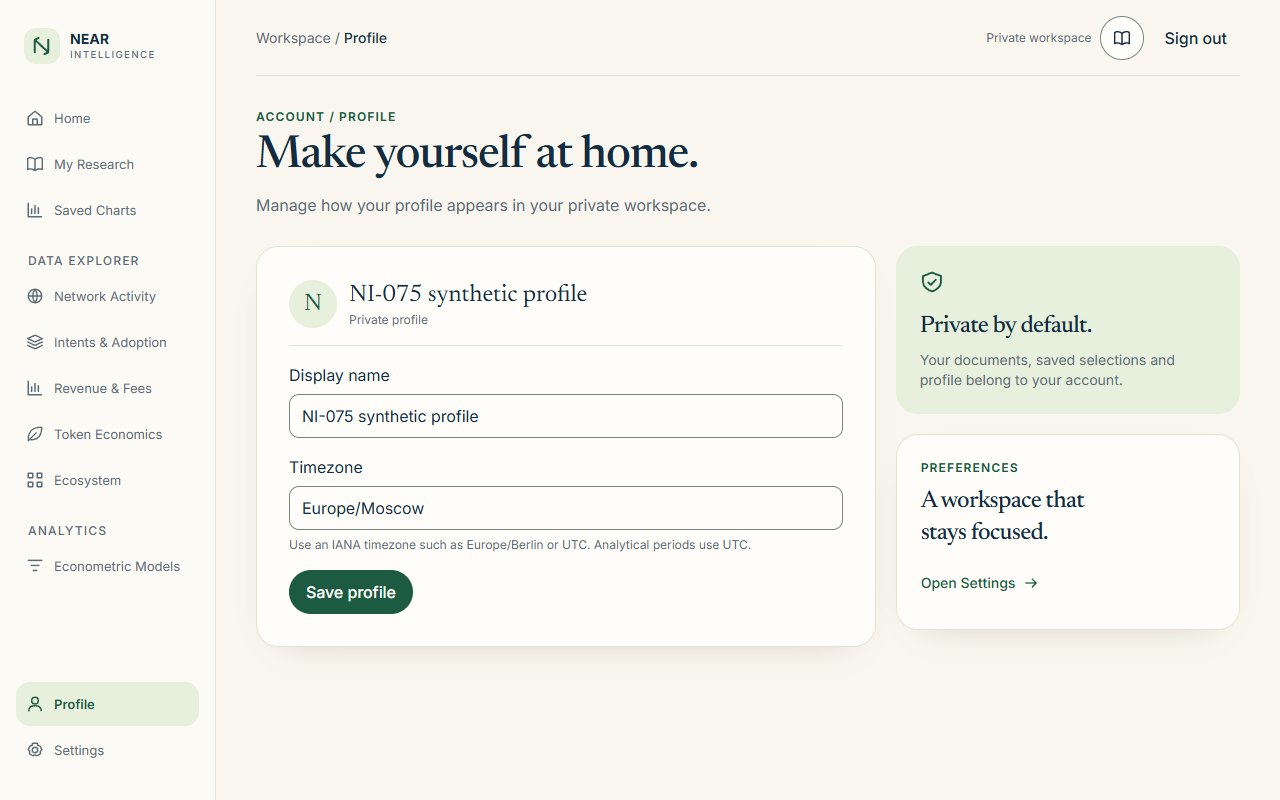 NEAR
INTELLIGENCE
Home
My Research
Saved Charts
DATA EXPLORER
Network Activity
Intents & Adoption
Revenue & Fees
Token Economics
Ecosystem
ANALYTICS
Econometric Models
Profile
Settings
Workspace / Profile
Private workspace
Sign out
ACCOUNT / PROFILE
Make yourself at home.
Manage how your profile appears in your private workspace.
N
NI-075 synthetic profile
Private profile
Display name
NI-075 synthetic profile
Timezone
Europe/Moscow
Use an IANA timezone such as Europe/Berlin or UTC. Analytical periods use UTC.
Save profile
Private by default.
Your documents, saved selections and
profile belong to your account.
PREFERENCES
A workspace that
stays focused.
Open Settings →